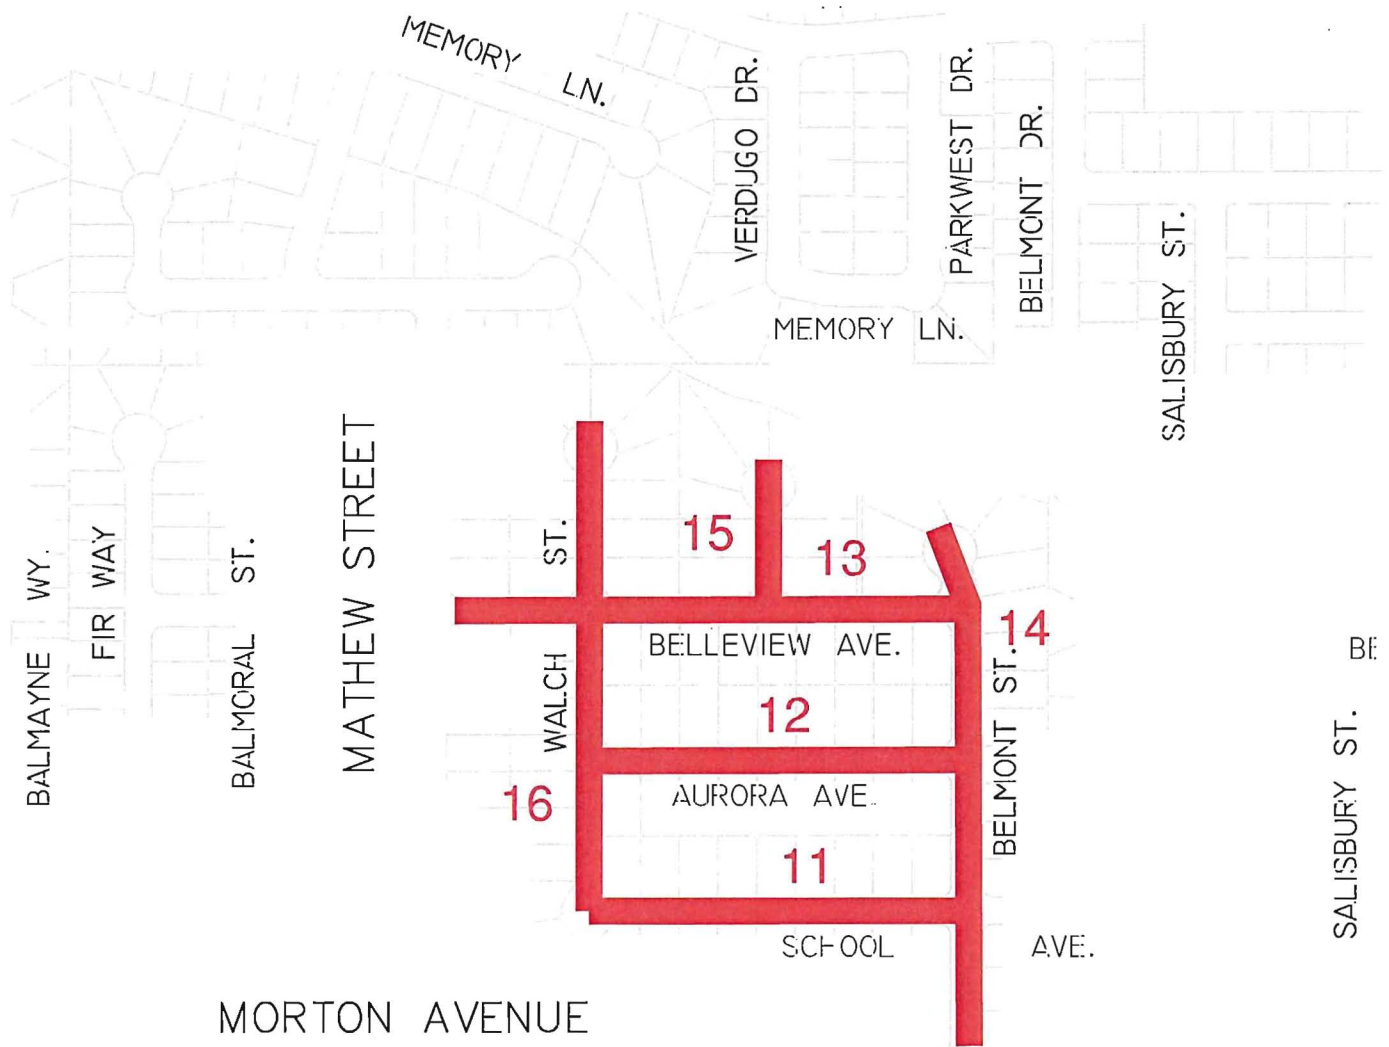 MEMORY LN.
VERDUGO DR.
PARKWEST DR.
BELMONT DR.
SALISBURY ST.
MEMORY LN.
BALMAYNE WY.
FIR WAY
BALMORAL ST.
MATHEW STREET
WALCH ST.
15
13
14
BELLEVIEW AVE.
BELMONT ST.
BE
12
16
AURORA AVE.
SALISBURY ST.
11
SCHOOL AVE.
MORTON AVENUE